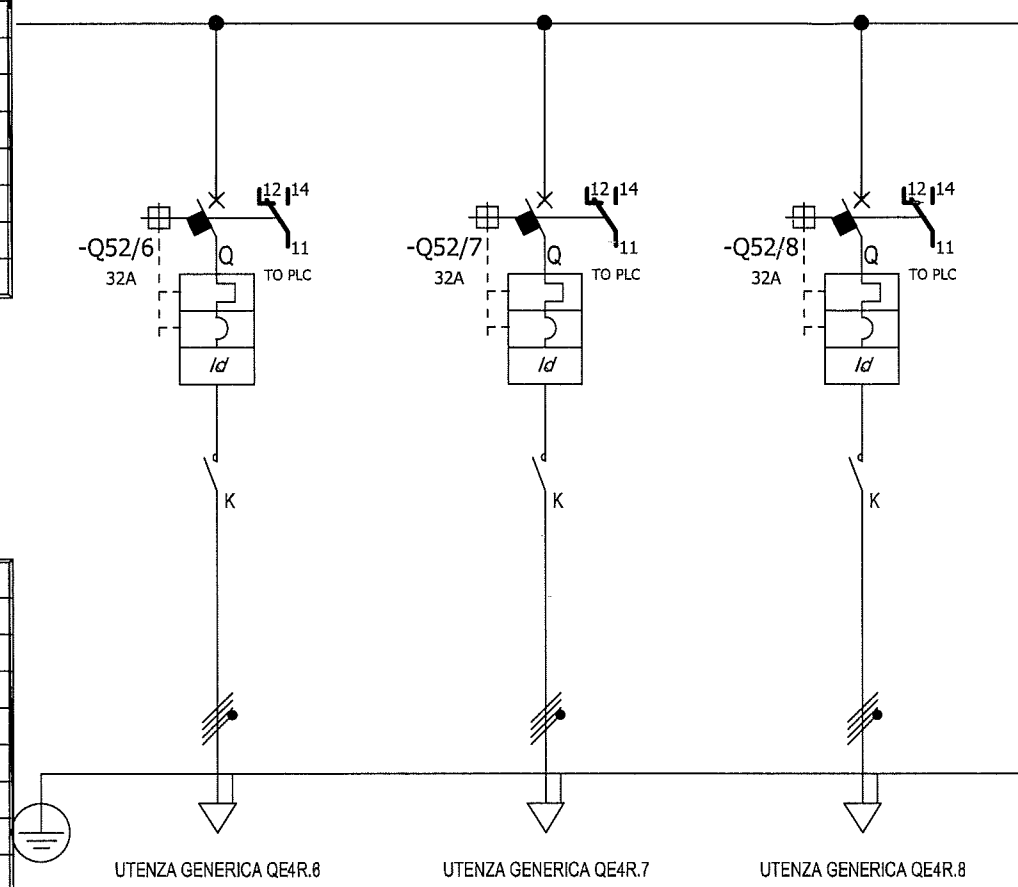 12 14 12 14 12 14
-Q52/6 Q 11 -Q52/7 Q 11 -Q52/8 Q 11
32A TO PLC 32A TO PLC 32A TO PLC
Id Id Id
K K K
UTENZA GENERICA QE4R.6 UTENZA GENERICA QE4R.7 UTENZA GENERICA QE4R.8